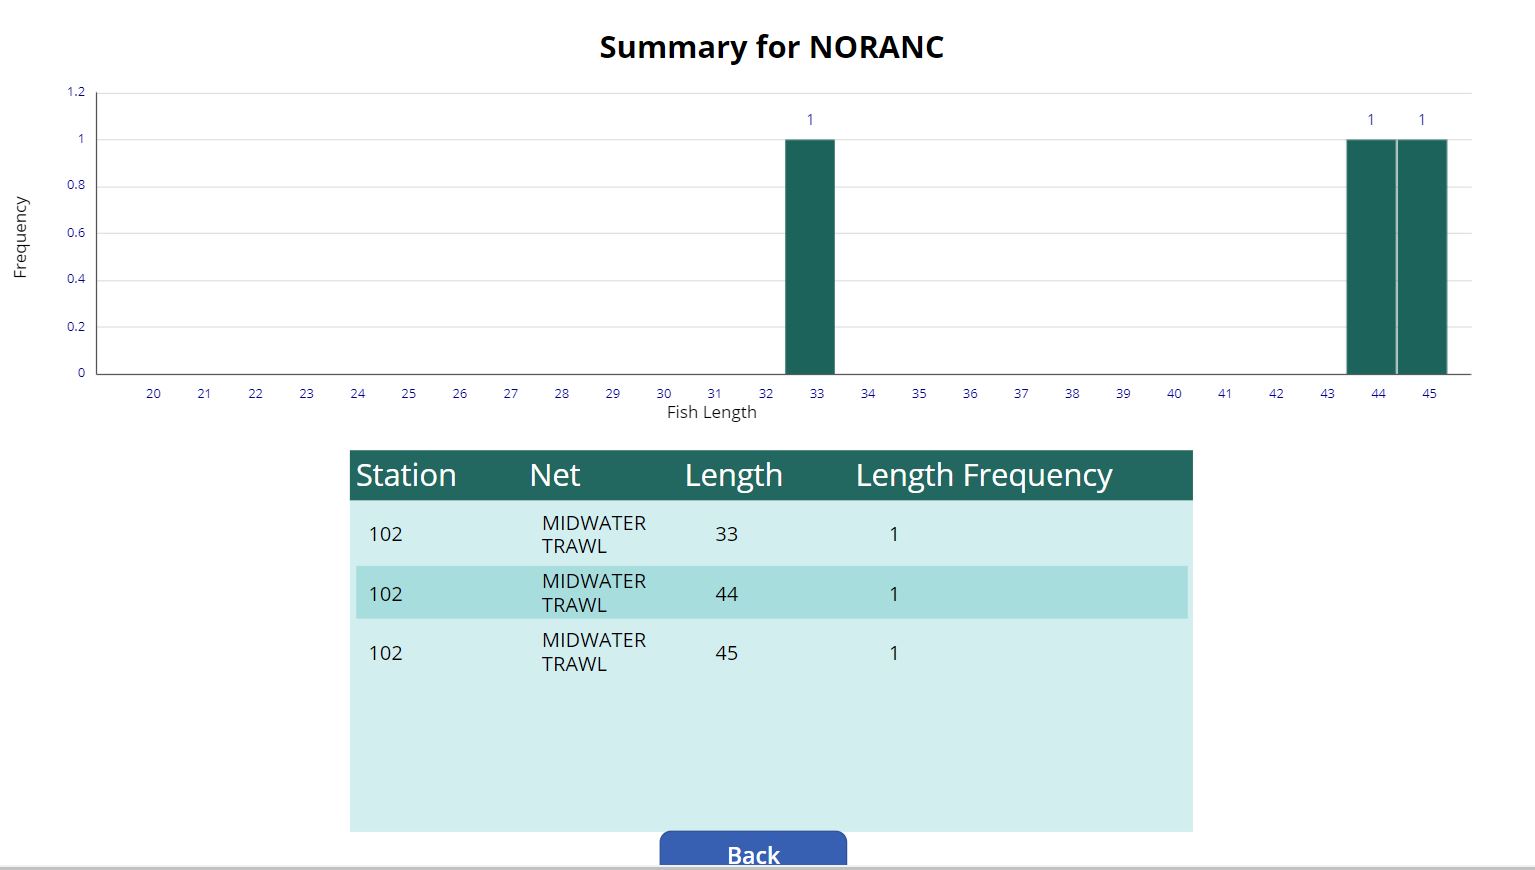 Summary for NORANC
1.2
1
0.8
0.6
0.4
0.2
0
Frequency
1 1 1
20 21 22 23 24 25 26 27 28 29 30 31 32 33 34 35 36 37 38 39 40 41 42 43 44 45
Fish Length
Station Net Length Length Frequency
102 MIDWATER TRAWL 33 1
102 MIDWATER TRAWL 44 1
102 MIDWATER TRAWL 45 1
Back